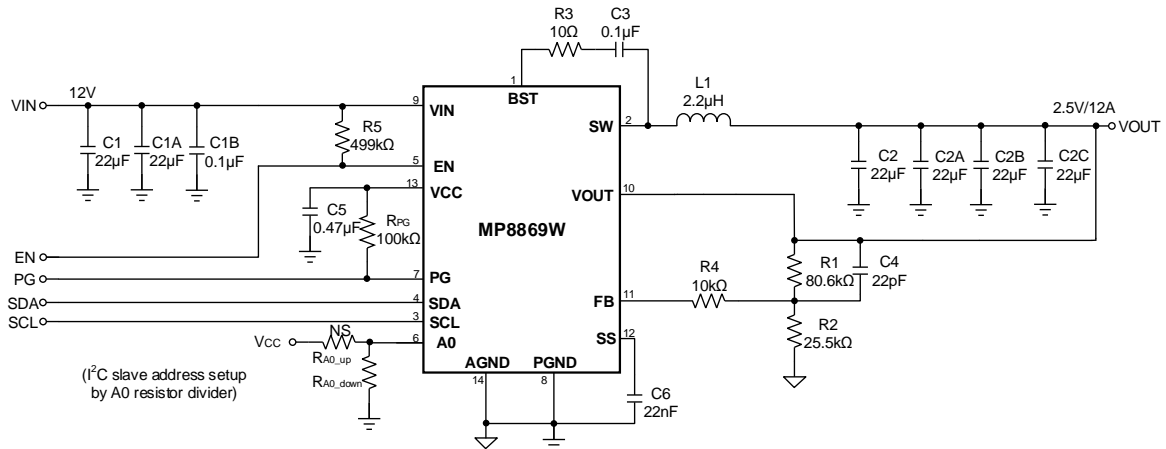 R3
10Ω
C3
0.1µF
1
BST
VIN
12V
9
VIN
C1
22µF
C1A
22µF
C1B
0.1µF
R5
499kΩ
5
EN
13
VCC
C5
0.47µF
RPG
100kΩ
MP8869W
SW
2
L1
2.2µH
2.5V/12A
VOUT
C2
22µF
C2A
22µF
C2B
22µF
C2C
22µF
VOUT
10
R1
80.6kΩ
C4
22pF
R4
10kΩ
FB
11
R2
25.5kΩ
SS
12
C6
22nF
EN
PG
7
PG
SDA
4
SDA
SCL
3
SCL
VCC
NS
6
A0
RA0_up
RA0_down
(I²C slave address setup
by A0 resistor divider)
AGND
14
PGND
8